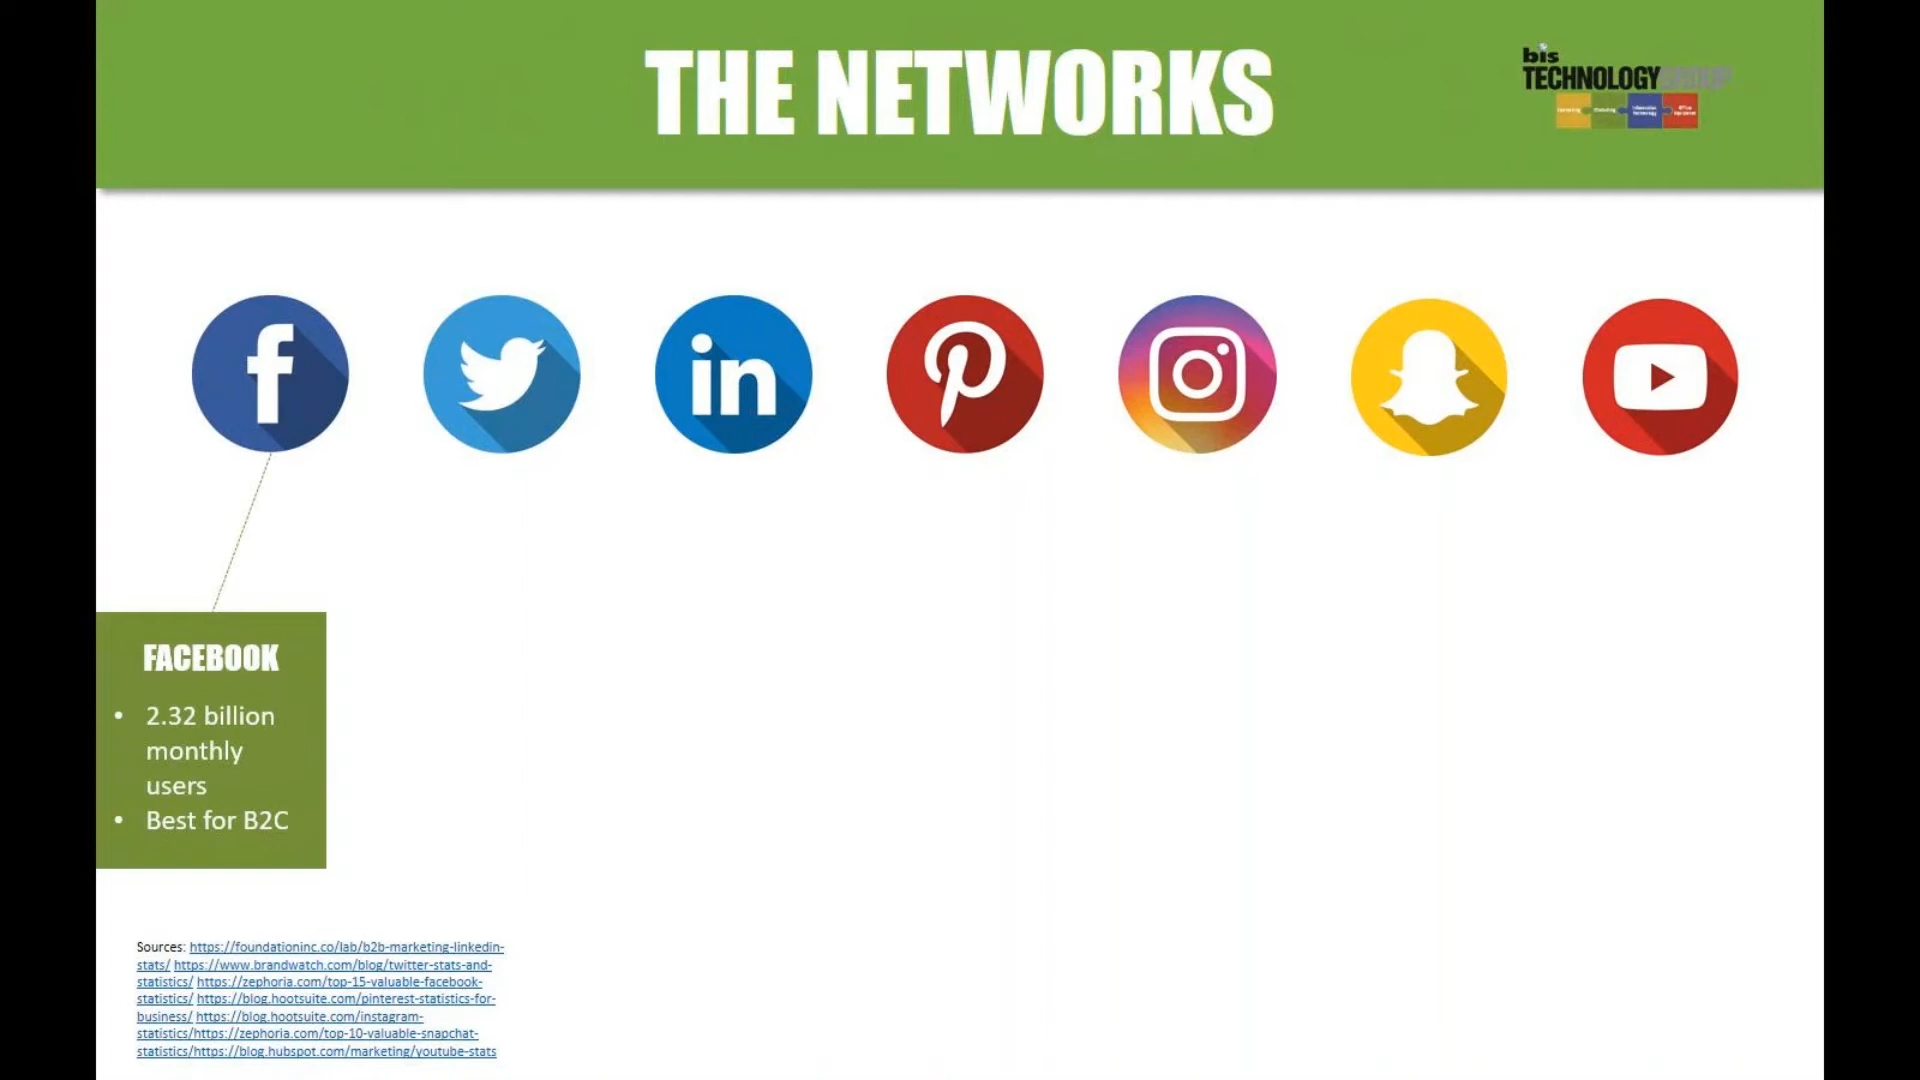 THE NETWORKS
bis
TECHNOLOGYGROUP
f
in
FACEBOOK
• 2.32 billion
monthly
users
• Best for B2C
Sources: https://foundationinc.co/lab/b2b-marketing-linkedin-
stats/ https://www.brandwatch.com/blog/twitter-stats-and-
statistics/ https://zephoria.com/top-15-valuable-facebook-
statistics/ https://blog.hootsuite.com/pinterest-statistics-for-
business/ https://blog.hootsuite.com/instagram-
statistics/https://zephoria.com/top-10-valuable-snapchat-
statistics/https://blog.hubspot.com/marketing/youtube-stats